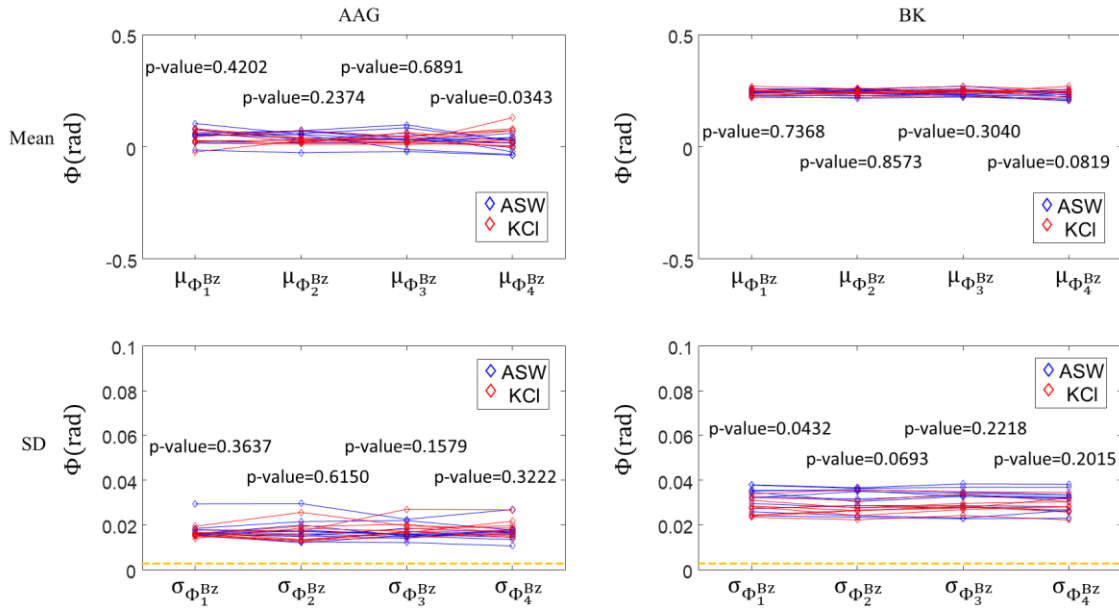 AAG
BK
Mean
Φ(rad)
0.5
0
-0.5
p-value=0.4202
p-value=0.6891
p-value=0.2374
p-value=0.0343
ASW
KCl
μΦ₁ᴮᶻ μΦ₂ᴮᶻ μΦ₃ᴮᶻ μΦ₄ᴮᶻ
Φ(rad)
0.5
0
-0.5
p-value=0.7368
p-value=0.3040
p-value=0.8573
p-value=0.0819
ASW
KCl
μΦ₁ᴮᶻ μΦ₂ᴮᶻ μΦ₃ᴮᶻ μΦ₄ᴮᶻ
SD
Φ(rad)
0.1
0.08
0.06
0.04
0.02
0
ASW
KCl
p-value=0.3637
p-value=0.1579
p-value=0.6150
p-value=0.3222
σΦ₁ᴮᶻ σΦ₂ᴮᶻ σΦ₃ᴮᶻ σΦ₄ᴮᶻ
Φ(rad)
0.1
0.08
0.06
0.04
0.02
0
ASW
KCl
p-value=0.0432
p-value=0.2218
p-value=0.0693
p-value=0.2015
σΦ₁ᴮᶻ σΦ₂ᴮᶻ σΦ₃ᴮᶻ σΦ₄ᴮᶻ